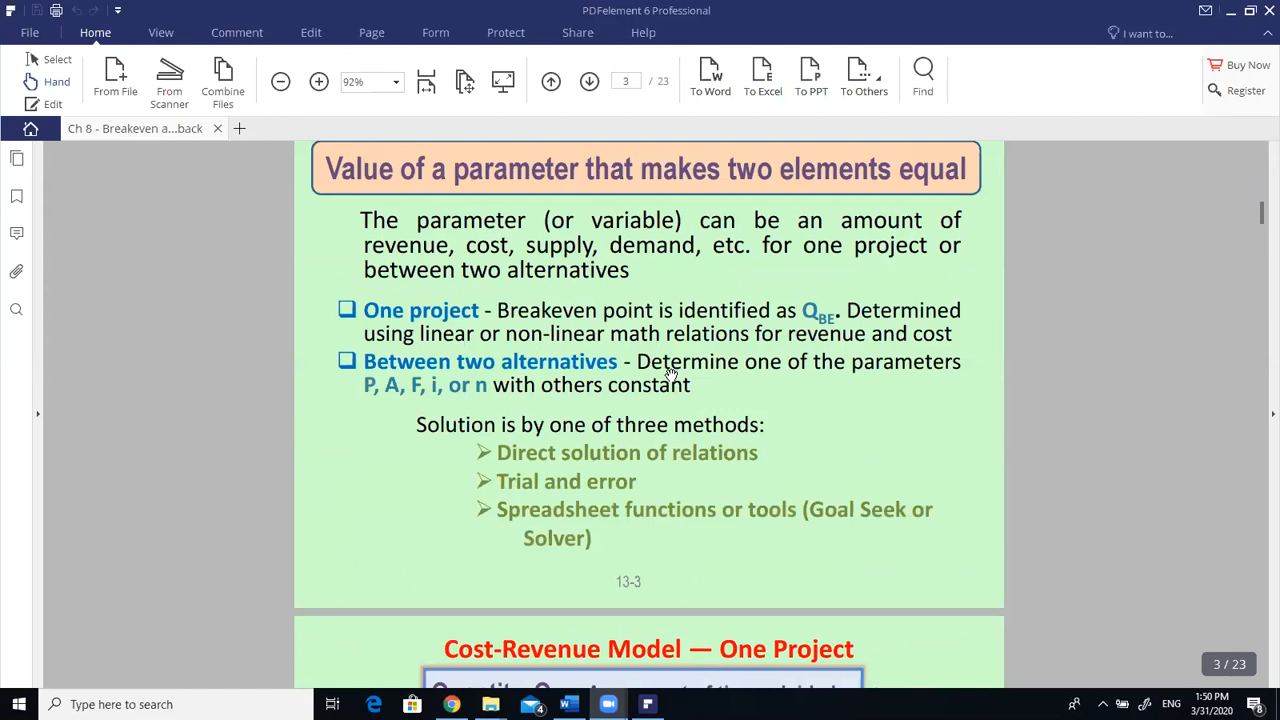 PDFelement 6 Professional
File Home View Comment Edit Page Form Protect Share Help I want to...
Select
Hand
Edit
From File
From Scanner
Combine Files
92%
3 / 23
To Word
To Excel
To PPT
To Others
Find
Buy Now
Register
Ch 8 - Breakeven a...back
Value of a parameter that makes two elements equal
The parameter (or variable) can be an amount of
revenue, cost, supply, demand, etc. for one project or
between two alternatives
One project - Breakeven point is identified as QBE. Determined
using linear or non-linear math relations for revenue and cost
Between two alternatives - Determine one of the parameters
P, A, F, i, or n with others constant
Solution is by one of three methods:
Direct solution of relations
Trial and error
Spreadsheet functions or tools (Goal Seek or
Solver)
13-3
Cost-Revenue Model — One Project
3 / 23
Type here to search
4
ENG
1:50 PM
3/31/2020
8